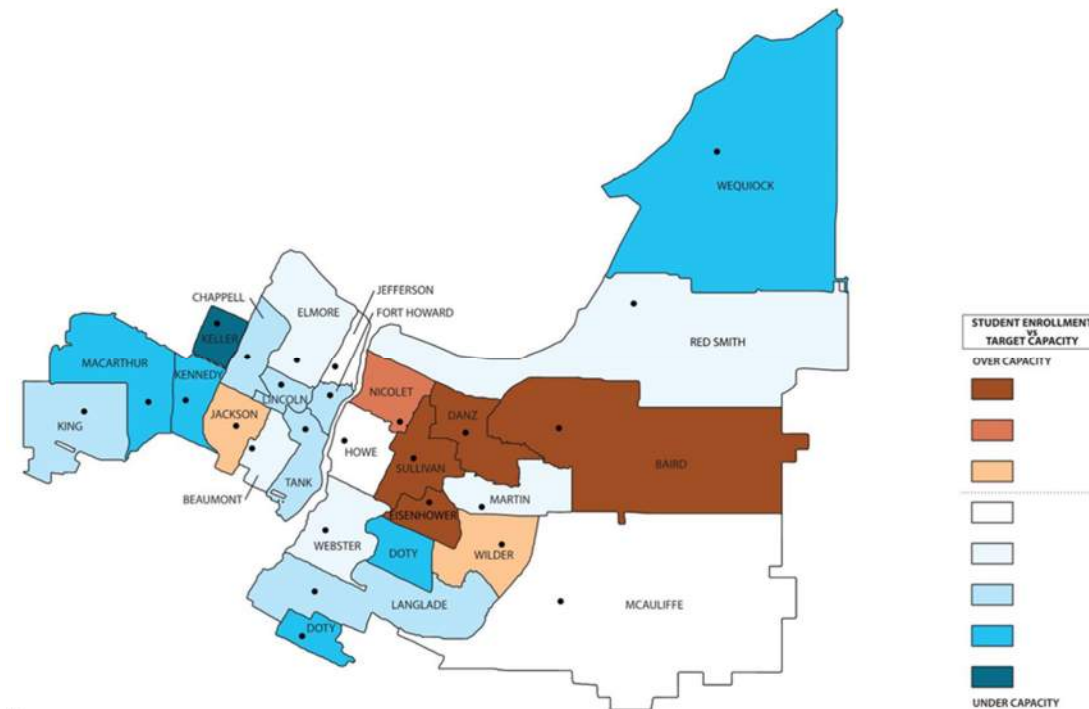 WEQUIOCK
CHAPPELL
JEFFERSON
ELMORE
FORT HOWARD
KELLER
RED SMITH
MACARTHUR
KENNEDY
LINCOLN
NICOLET
DANZ
KING
JACKSON
HOWE
SULLIVAN
BAIRD
BEAUMONT
TANK
MARTIN
EISENHOWER
WEBSTER
DOTY
WILDER
LANGLADE
MCAULIFFE
DOTY
STUDENT ENROLLMENT
vs
TARGET CAPACITY
OVER CAPACITY
UNDER CAPACITY